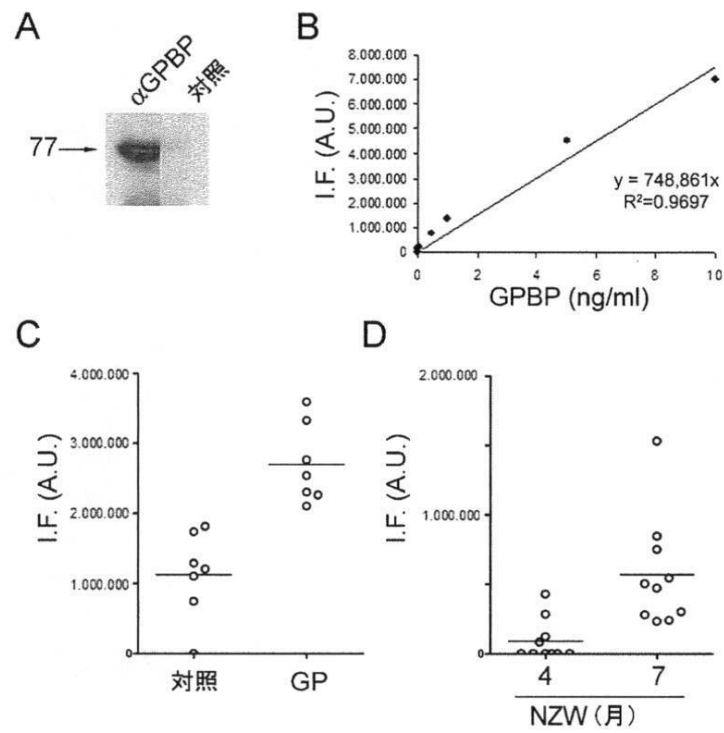 A
αGPBP
対照
77
B
I.F. (A.U.)
8.000.000
7.000.000
6.000.000
5.000.000
4.000.000
3.000.000
2.000.000
1.000.000
0
0 2 4 6 8 10
y = 748,861x
R²=0.9697
GPBP (ng/ml)
C
I.F. (A.U.)
4.000.000
3.000.000
2.000.000
1.000.000
0
対照 GP
D
I.F. (A.U.)
2.000.000
1.000.000
0
4 7
NZW (月)